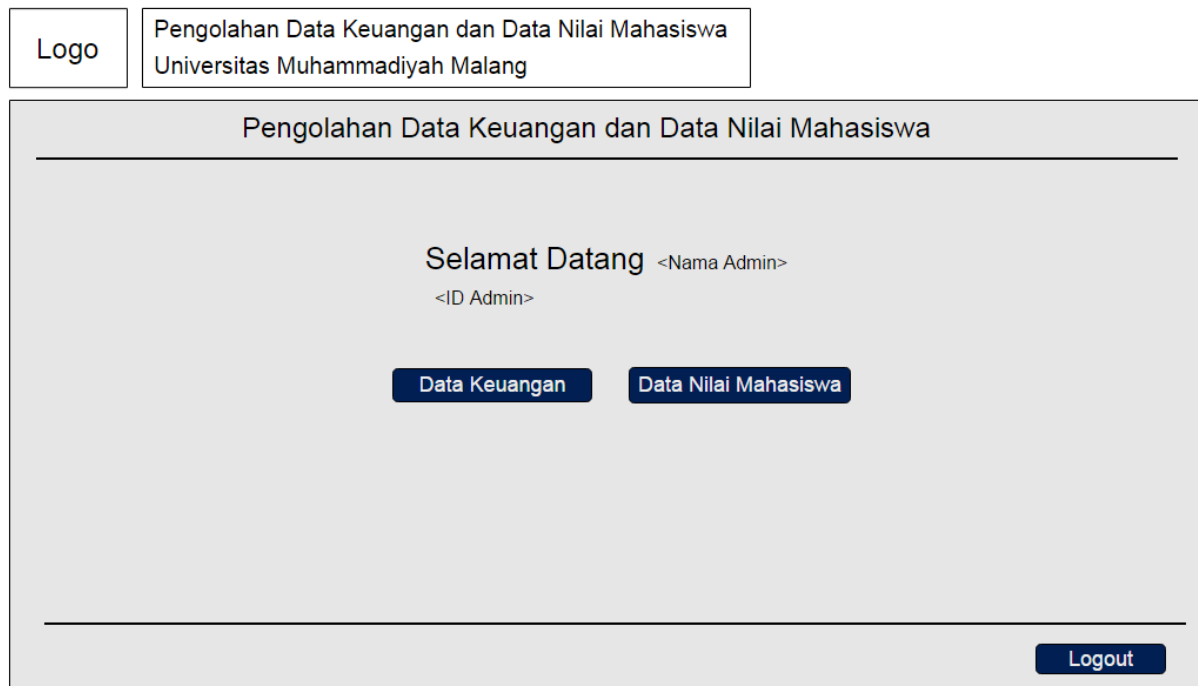 Logo
Pengolahan Data Keuangan dan Data Nilai Mahasiswa
Universitas Muhammadiyah Malang
Pengolahan Data Keuangan dan Data Nilai Mahasiswa
Selamat Datang <Nama Admin>
<ID Admin>
Data Keuangan
Data Nilai Mahasiswa
Logout